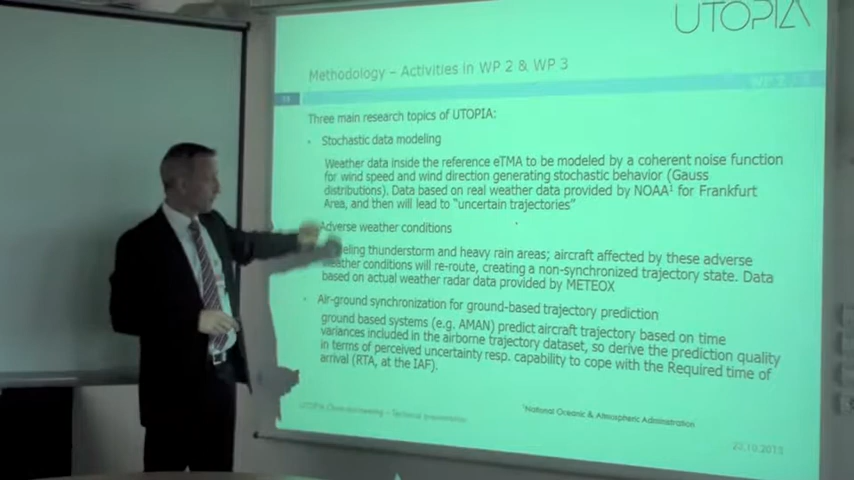 UTOPIA
Methodology – Activities in WP 2 & WP 3
Three main research topics of UTOPIA:
• Stochastic data modeling
Weather data inside the reference eTMA to be modeled by a coherent noise function
for wind speed and wind direction generating stochastic behavior (Gauss
distributions). Data based on real weather data provided by NOAA¹ for Frankfurt
Area, and then will lead to "uncertain trajectories"
Adverse weather conditions
thunderstorm and heavy rain areas; aircraft affected by these adverse
weather conditions will re-route, creating a non-synchronized trajectory state. Data
based on actual weather radar data provided by METEOX
• Air-ground synchronization for ground-based trajectory prediction
ground based systems (e.g. AMAN) predict aircraft trajectory based on time
variances included in the airborne trajectory dataset, so derive the prediction quality
in terms of perceived uncertainty resp. capability to cope with the Required Time of
Arrival (RTA, at the IAF).
¹National Oceanic & Atmospheric Administration
UTOPIA
Technical presentation